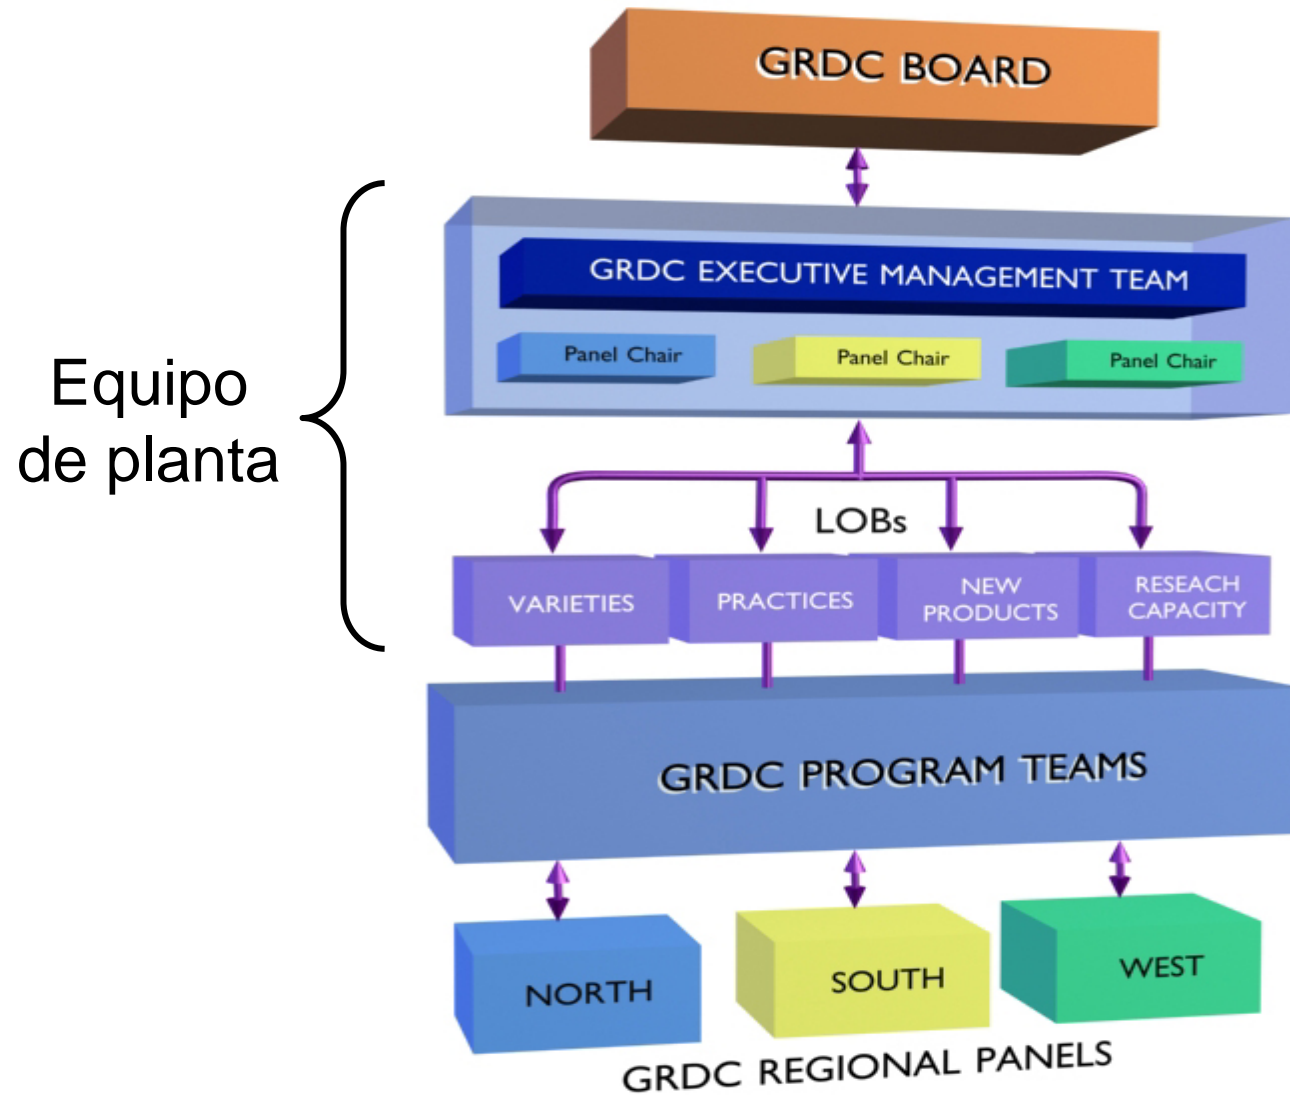 GRDC BOARD
GRDC EXECUTIVE MANAGEMENT TEAM
Panel Chair
Panel Chair
Panel Chair
Equipo
de planta
LOBs
VARIETIES
PRACTICES
NEW
PRODUCTS
RESEACH
CAPACITY
GRDC PROGRAM TEAMS
NORTH
SOUTH
WEST
GRDC REGIONAL PANELS